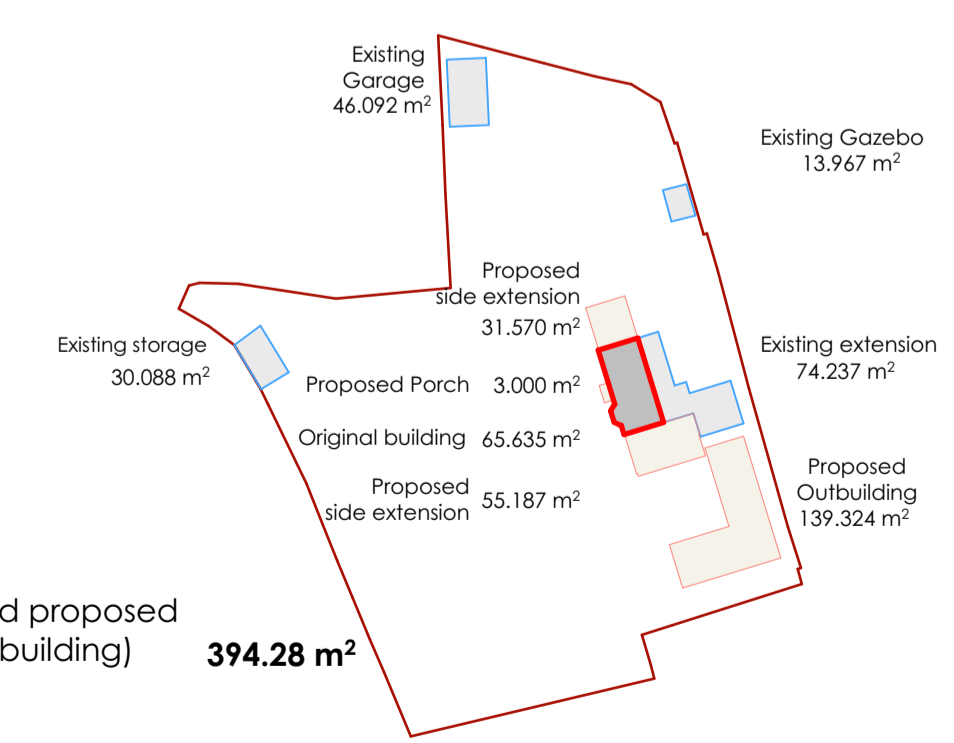 Existing
Garage
46.092 m²
Existing Gazebo
13.967 m²
Proposed
side extension
31.570 m²
Existing storage
30.088 m²
Existing extension
74.237 m²
Proposed Porch 3.000 m²
Original building 65.635 m²
Proposed
side extension 55.187 m²
Proposed
Outbuilding
139.324 m²
d proposed
building) 394.28 m²